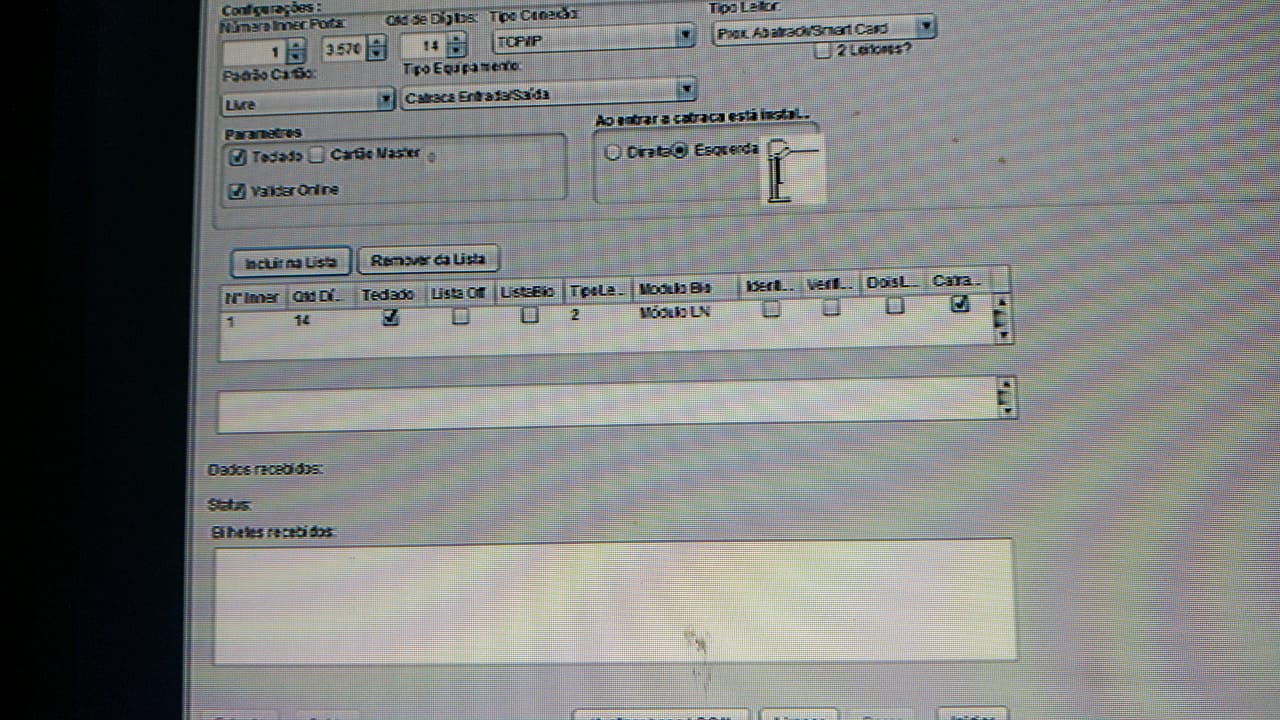 Configurações:
Número Inner: Porta: Qtd de Dígitos: Tipo Conexão: Tipo Leitor:
1 3.570 14 TCP/IP Prox. Abatrack/Smart Card
2 Leitores?
Padrão Cartão: Tipo Equipamento:
Livre Catraca Entrada/Saída
Parametros Ao entrar a catraca está instal...
Teclado Cartão Master 0 Direita Esquerda
Validar Online
Incluir na Lista Remover da Lista
Nº Inner Qtd Dí... Teclado Lista Off ListaBio TipoLe... Modulo Bio Identi... Verifi... DoisL... Catra...
1 14 2 Módulo LN
Dados recebidos:
Status:
Bilhetes recebidos: